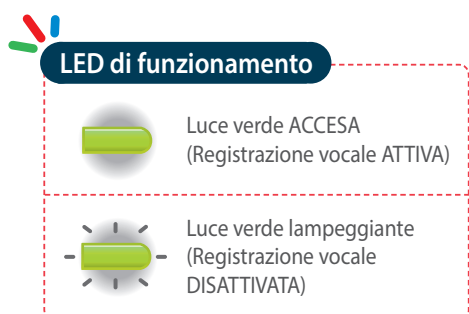 LED di funzionamento
Luce verde ACCESA
(Registrazione vocale ATTIVA)
Luce verde lampeggiante
(Registrazione vocale
DISATTIVATA)